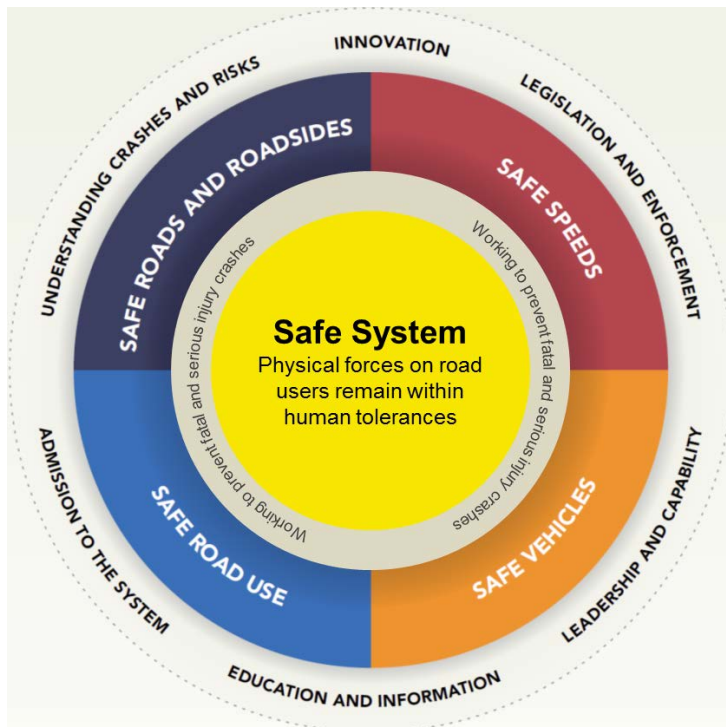 INNOVATION
UNDERSTANDING CRASHES AND RISKS
LEGISLATION AND ENFORCEMENT
SAFE ROADS AND ROADSIDES
SAFE SPEEDS
Working to prevent fatal and serious injury crashes
Working to prevent fatal and serious injury crashes
Safe System
Physical forces on road
users remain within
human tolerances
SAFE ROAD USE
SAFE VEHICLES
ADMISSION TO THE SYSTEM
LEADERSHIP AND CAPABILITY
EDUCATION AND INFORMATION